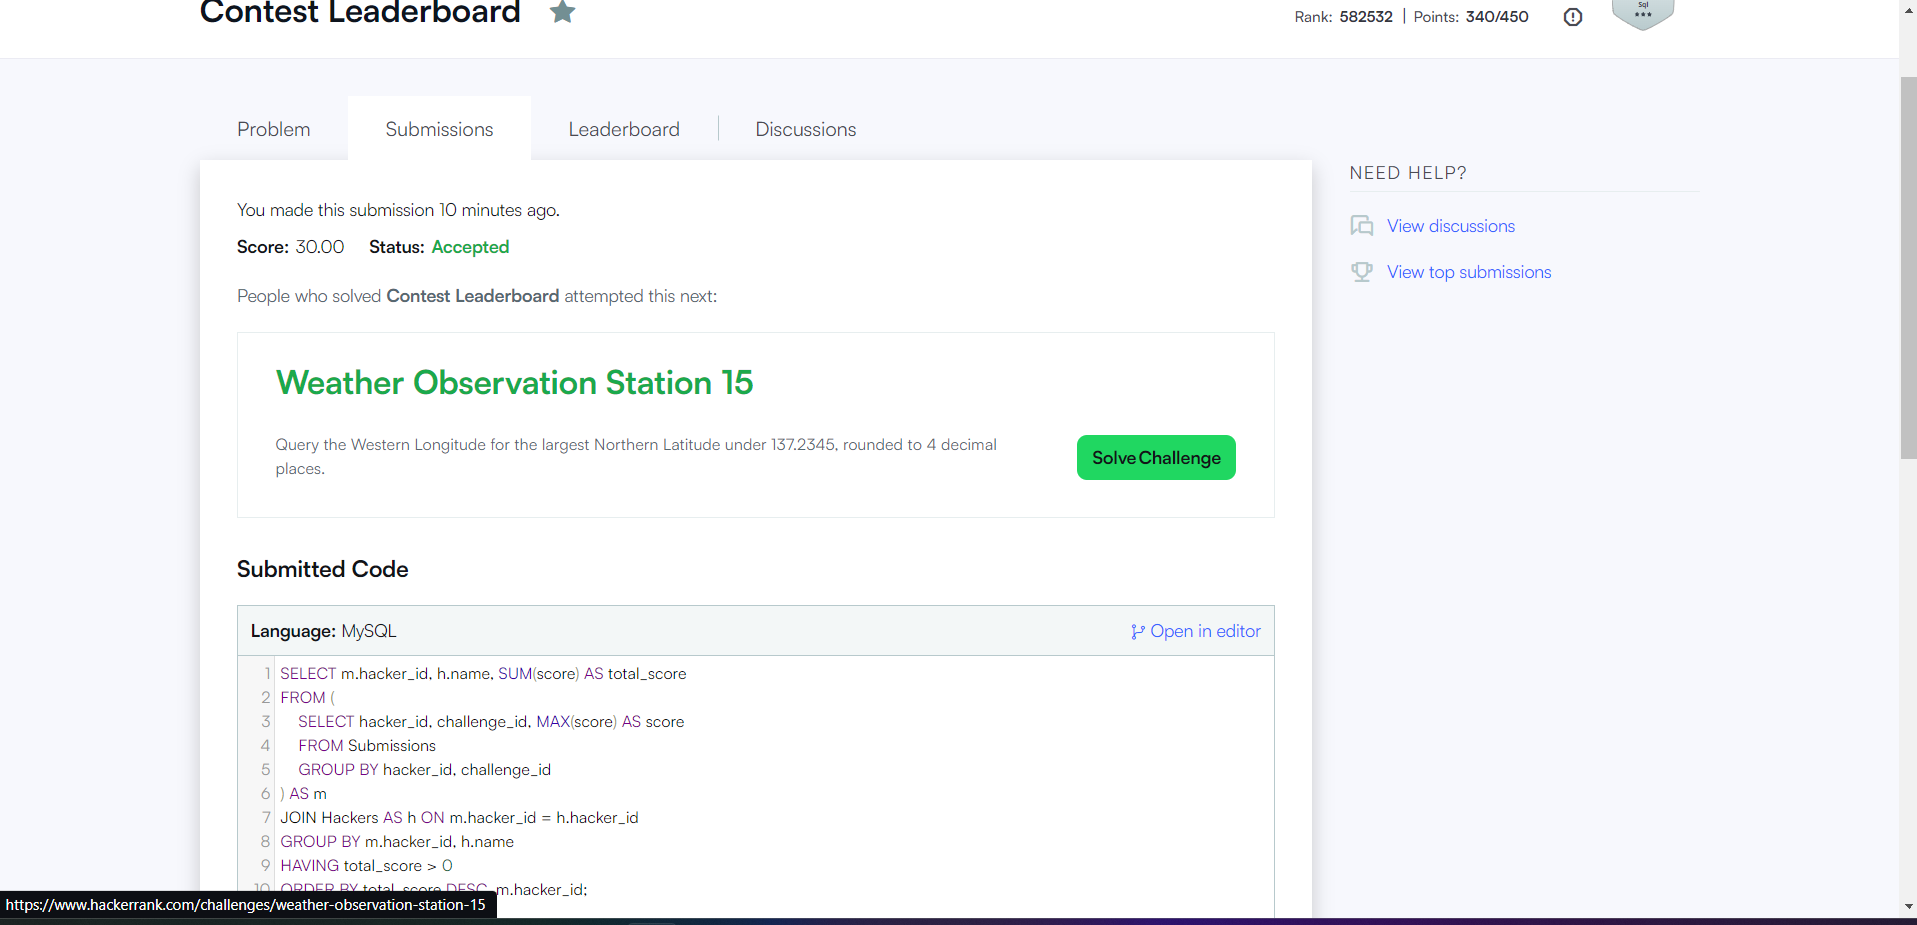 Contest Leaderboard
Rank: 582532 | Points: 340/450
Sql
Problem
Submissions
Leaderboard
Discussions
NEED HELP?
View discussions
View top submissions
You made this submission 10 minutes ago.
Score: 30.00 Status: Accepted
People who solved Contest Leaderboard attempted this next:
Weather Observation Station 15
Query the Western Longitude for the largest Northern Latitude under 137.2345, rounded to 4 decimal
places.
Solve Challenge
Submitted Code
Language: MySQL
Open in editor
1 SELECT m.hacker_id, h.name, SUM(score) AS total_score
2 FROM (
3 SELECT hacker_id, challenge_id, MAX(score) AS score
4 FROM Submissions
5 GROUP BY hacker_id, challenge_id
6 ) AS m
7 JOIN Hackers AS h ON m.hacker_id = h.hacker_id
8 GROUP BY m.hacker_id, h.name
9 HAVING total_score > 0
10 ORDER BY total_score DESC, m.hacker_id;
https://www.hackerrank.com/challenges/weather-observation-station-15